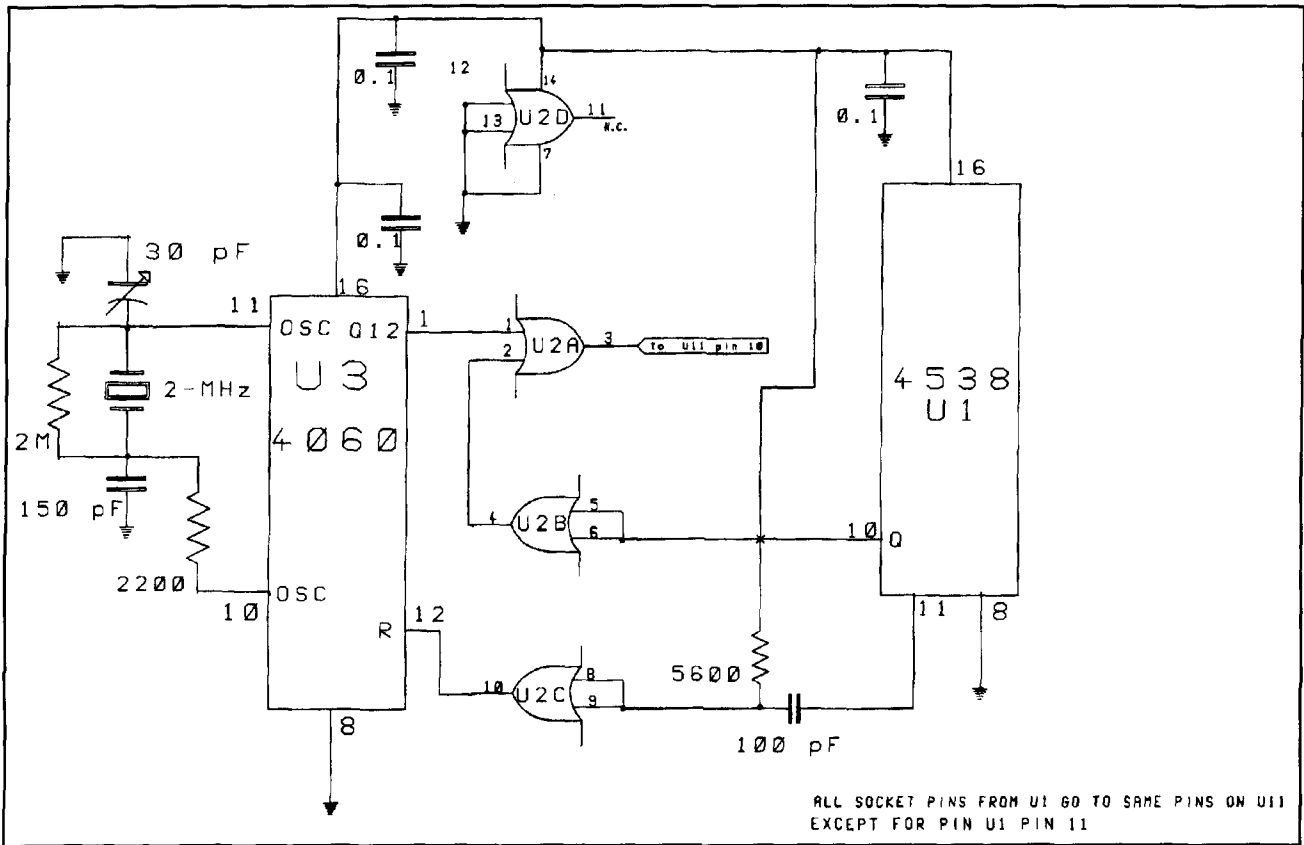 0.1
12
14
U2D
13
11
N.C.
7
0.1
16
0.1
30 pF
16
11
OSC Q12
1
U3
4060
2-MHz
2M
150 pF
2200
10
OSC
R
12
8
1
2
U2A
3
to U11 pin 10
4538
U1
4
U2B
5
6
10
Q
11
8
5600
10
U2C
8
9
100 pF
ALL SOCKET PINS FROM U1 GO TO SAME PINS ON U11
EXCEPT FOR PIN U1 PIN 11